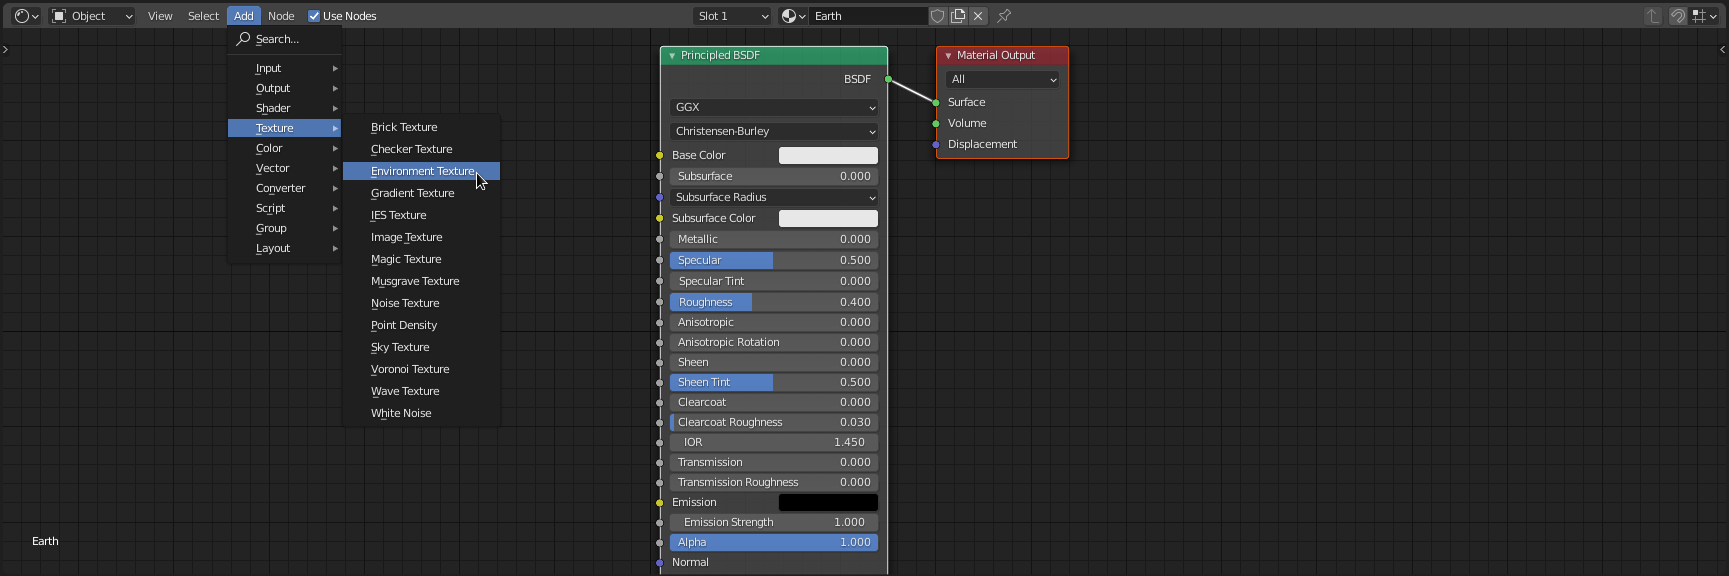 Object View Select Add Node Use Nodes Slot 1 Earth
Search...
Input
Output
Shader
Texture
Color
Vector
Converter
Script
Group
Layout
Brick Texture
Checker Texture
Environment Texture
Gradient Texture
IES Texture
Image Texture
Magic Texture
Musgrave Texture
Noise Texture
Point Density
Sky Texture
Voronoi Texture
Wave Texture
White Noise
Principled BSDF
BSDF
GGX
Christensen-Burley
Base Color
Subsurface 0.000
Subsurface Radius
Subsurface Color
Metallic 0.000
Specular 0.500
Specular Tint 0.000
Roughness 0.400
Anisotropic 0.000
Anisotropic Rotation 0.000
Sheen 0.000
Sheen Tint 0.500
Clearcoat 0.000
Clearcoat Roughness 0.030
IOR 1.450
Transmission 0.000
Transmission Roughness 0.000
Emission
Emission Strength 1.000
Alpha 1.000
Normal
Material Output
All
Surface
Volume
Displacement
Earth